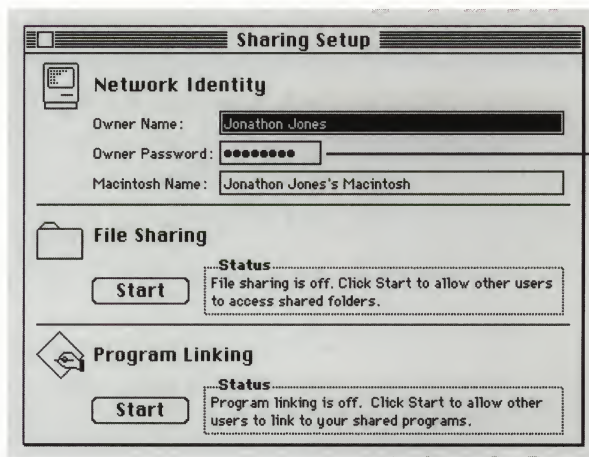 Sharing Setup
Network Identity
Owner Name: Jonathon Jones
Owner Password: ●●●●●●●●
Macintosh Name: Jonathon Jones's Macintosh
File Sharing
Status
Start
File sharing is off. Click Start to allow other users
to access shared folders.
Program Linking
Status
Start
Program linking is off. Click Start to allow other
users to link to your shared programs.